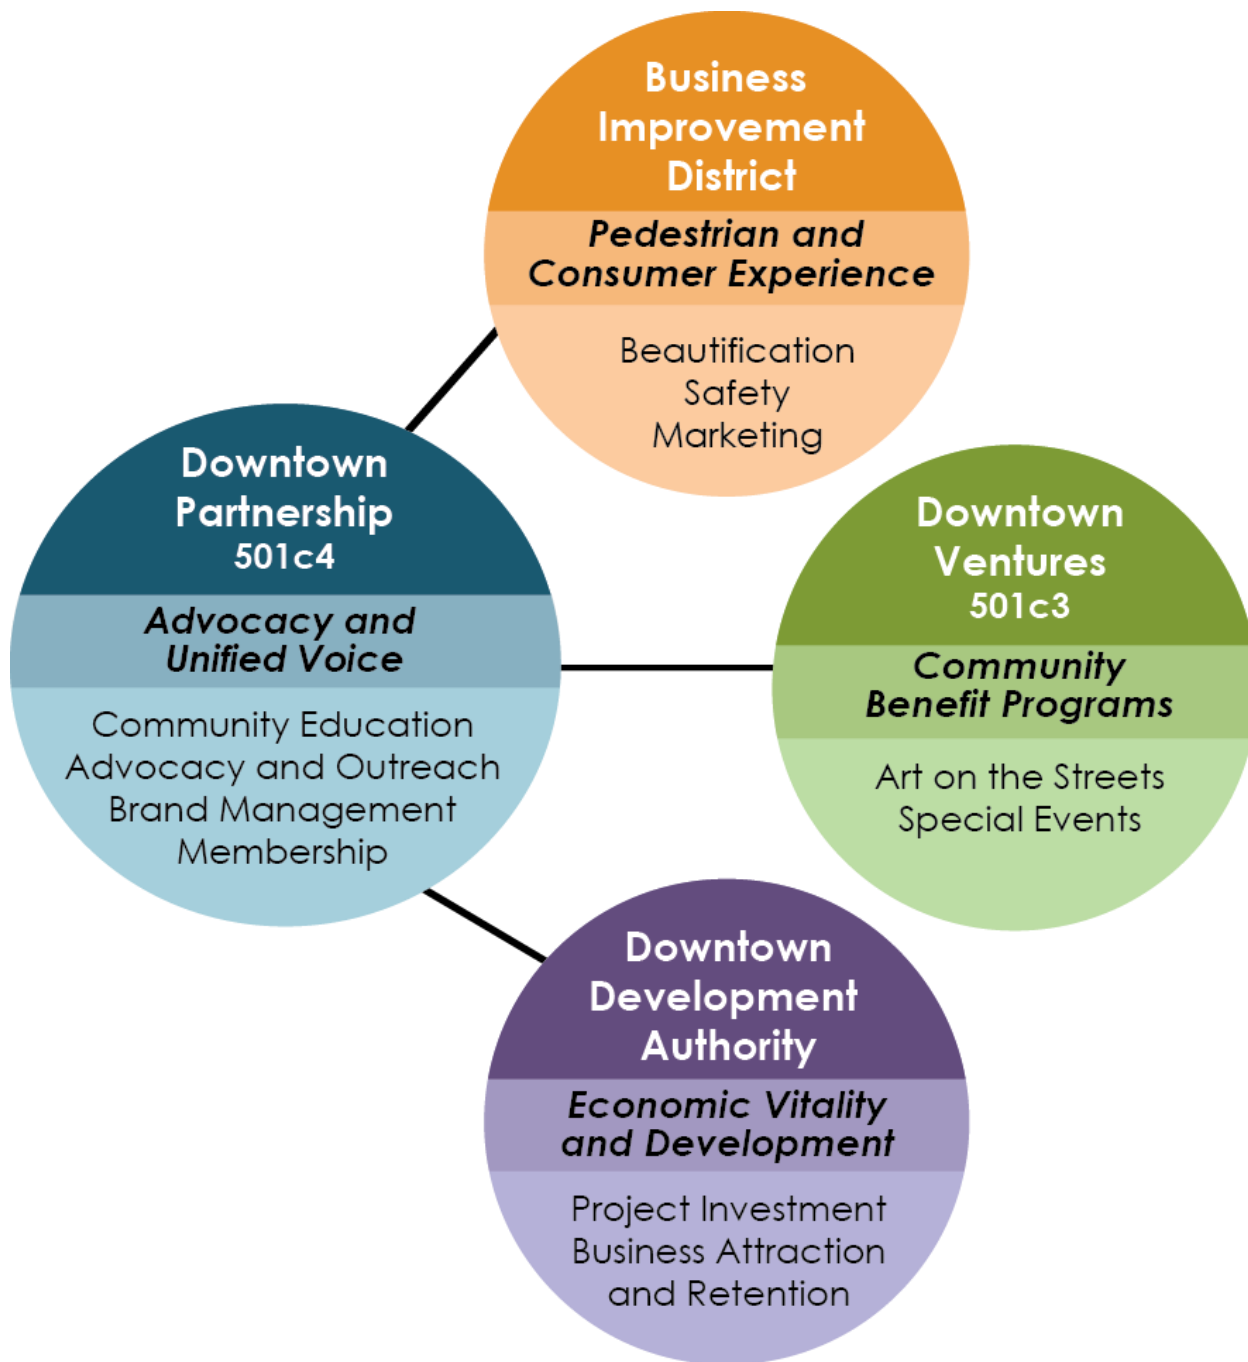 Business
Improvement
District
Pedestrian and
Consumer Experience
Beautification
Safety
Marketing
Downtown
Partnership
501c4
Advocacy and
Unified Voice
Community Education
Advocacy and Outreach
Brand Management
Membership
Downtown
Ventures
501c3
Community
Benefit Programs
Art on the Streets
Special Events
Downtown
Development
Authority
Economic Vitality
and Development
Project Investment
Business Attraction
and Retention